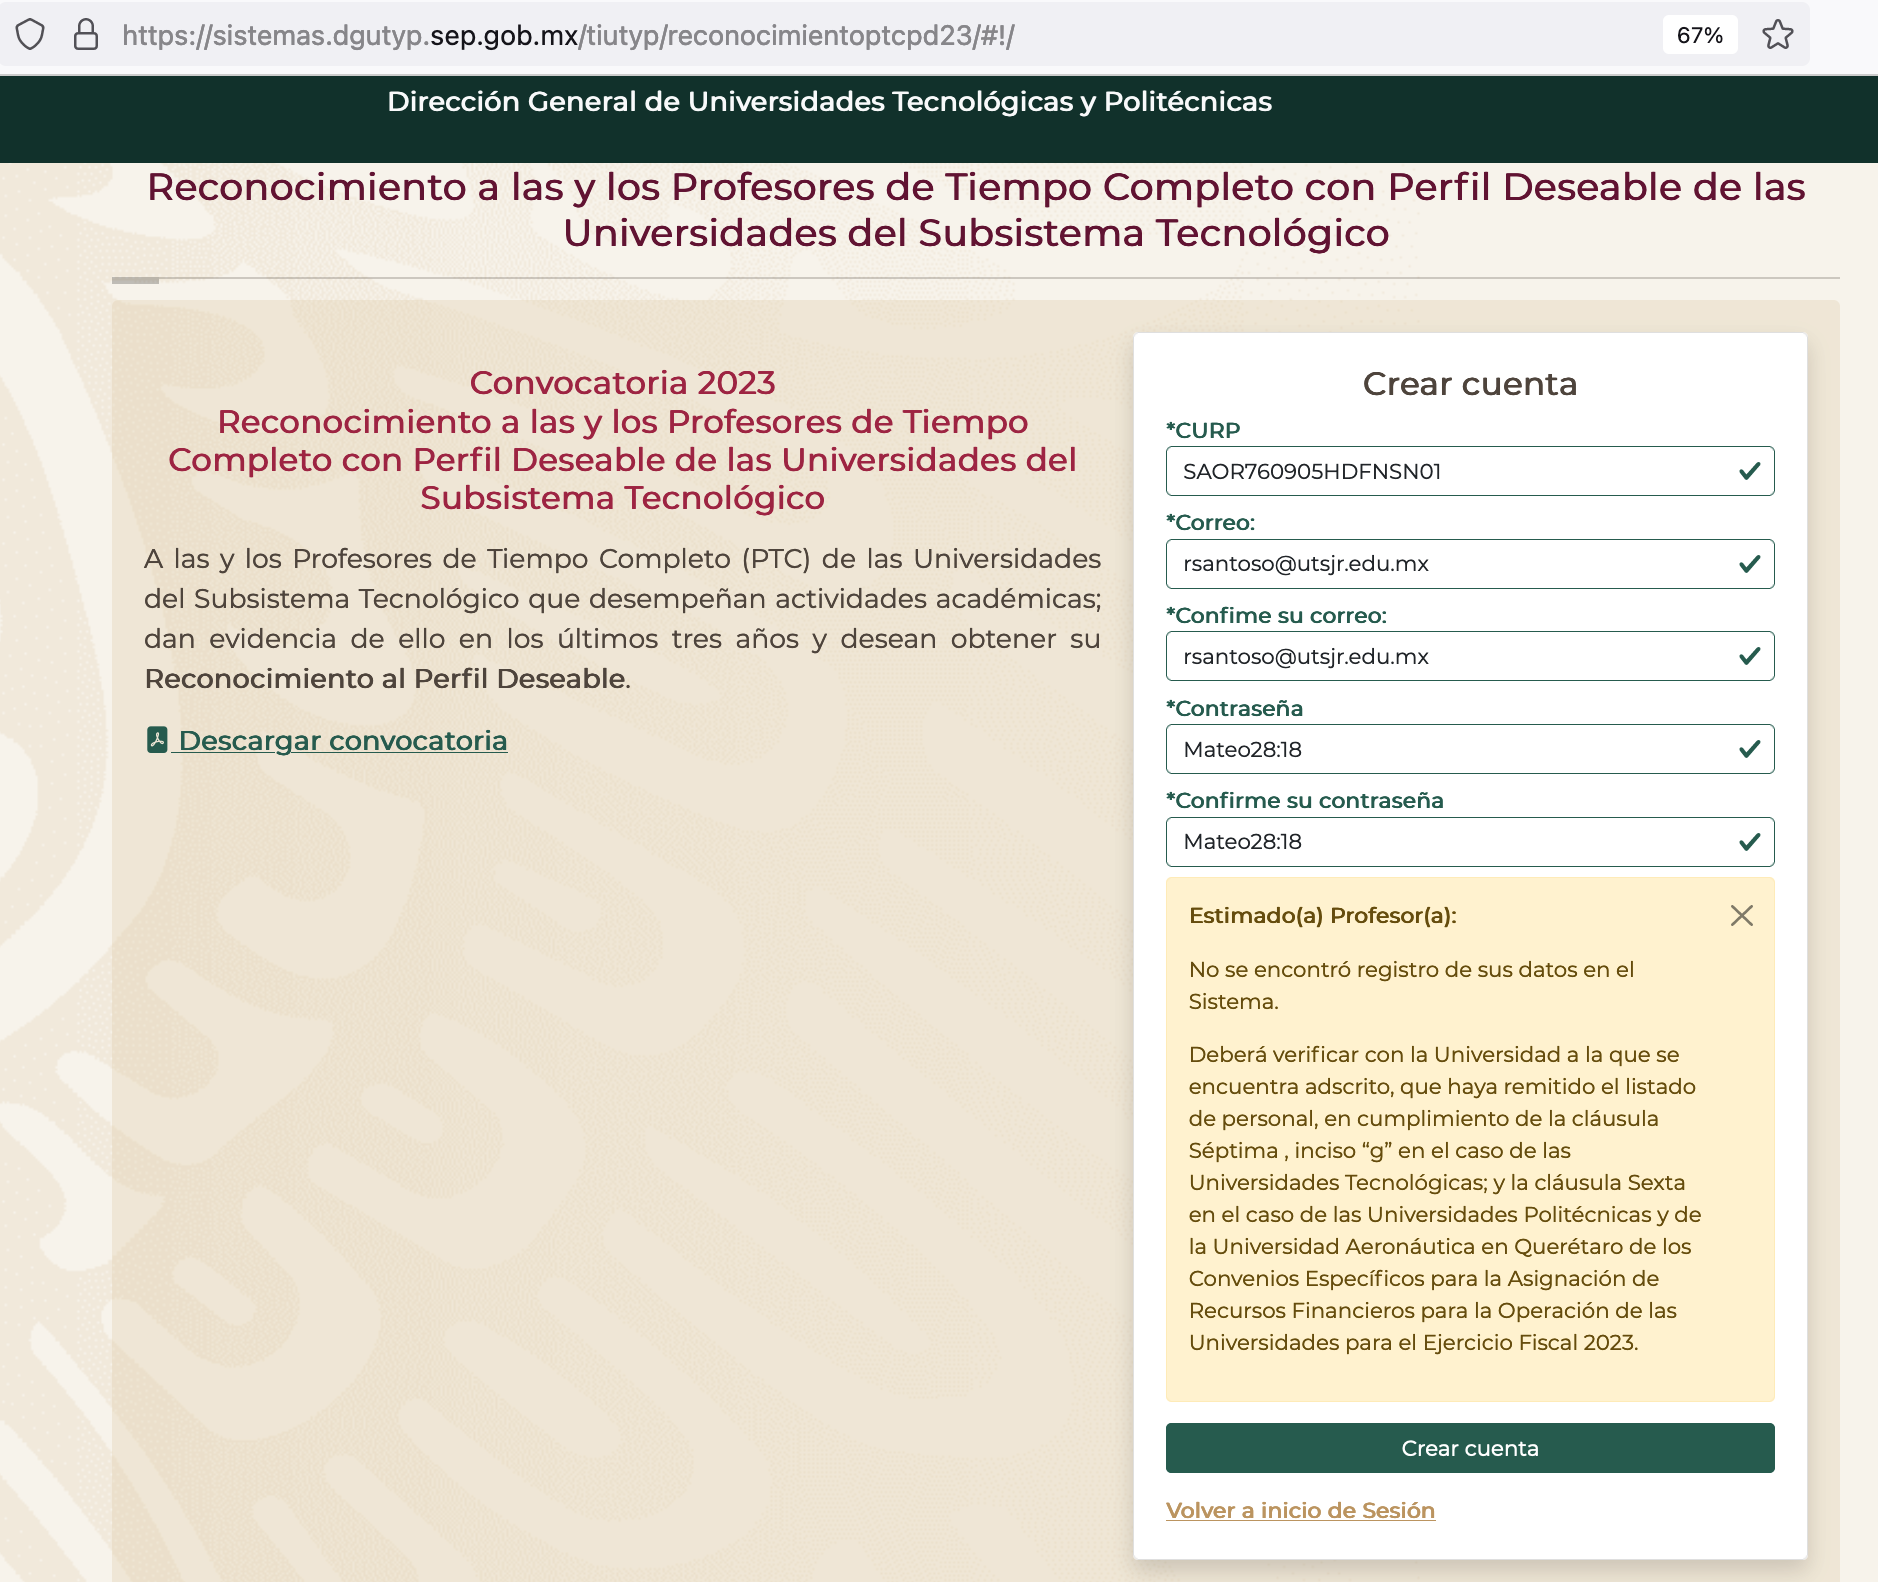 https://sistemas.dgutyp.sep.gob.mx/tiutyp/reconocimientoptcpd23/#!/
67%
Dirección General de Universidades Tecnológicas y Politécnicas
Reconocimiento a las y los Profesores de Tiempo Completo con Perfil Deseable de las
Universidades del Subsistema Tecnológico
Convocatoria 2023
Reconocimiento a las y los Profesores de Tiempo
Completo con Perfil Deseable de las Universidades del
Subsistema Tecnológico
A las y los Profesores de Tiempo Completo (PTC) de las Universidades
del Subsistema Tecnológico que desempeñan actividades académicas;
dan evidencia de ello en los últimos tres años y desean obtener su
Reconocimiento al Perfil Deseable.
Descargar convocatoria
Crear cuenta
*CURP
SAOR760905HDFNSN01
*Correo:
rsantoso@utsjr.edu.mx
*Confime su correo:
rsantoso@utsjr.edu.mx
*Contraseña
Mateo28:18
*Confirme su contraseña
Mateo28:18
Estimado(a) Profesor(a):
No se encontró registro de sus datos en el
Sistema.
Deberá verificar con la Universidad a la que se
encuentra adscrito, que haya remitido el listado
de personal, en cumplimiento de la cláusula
Séptima , inciso “g” en el caso de las
Universidades Tecnológicas; y la cláusula Sexta
en el caso de las Universidades Politécnicas y de
la Universidad Aeronáutica en Querétaro de los
Convenios Específicos para la Asignación de
Recursos Financieros para la Operación de las
Universidades para el Ejercicio Fiscal 2023.
Crear cuenta
Volver a inicio de Sesión